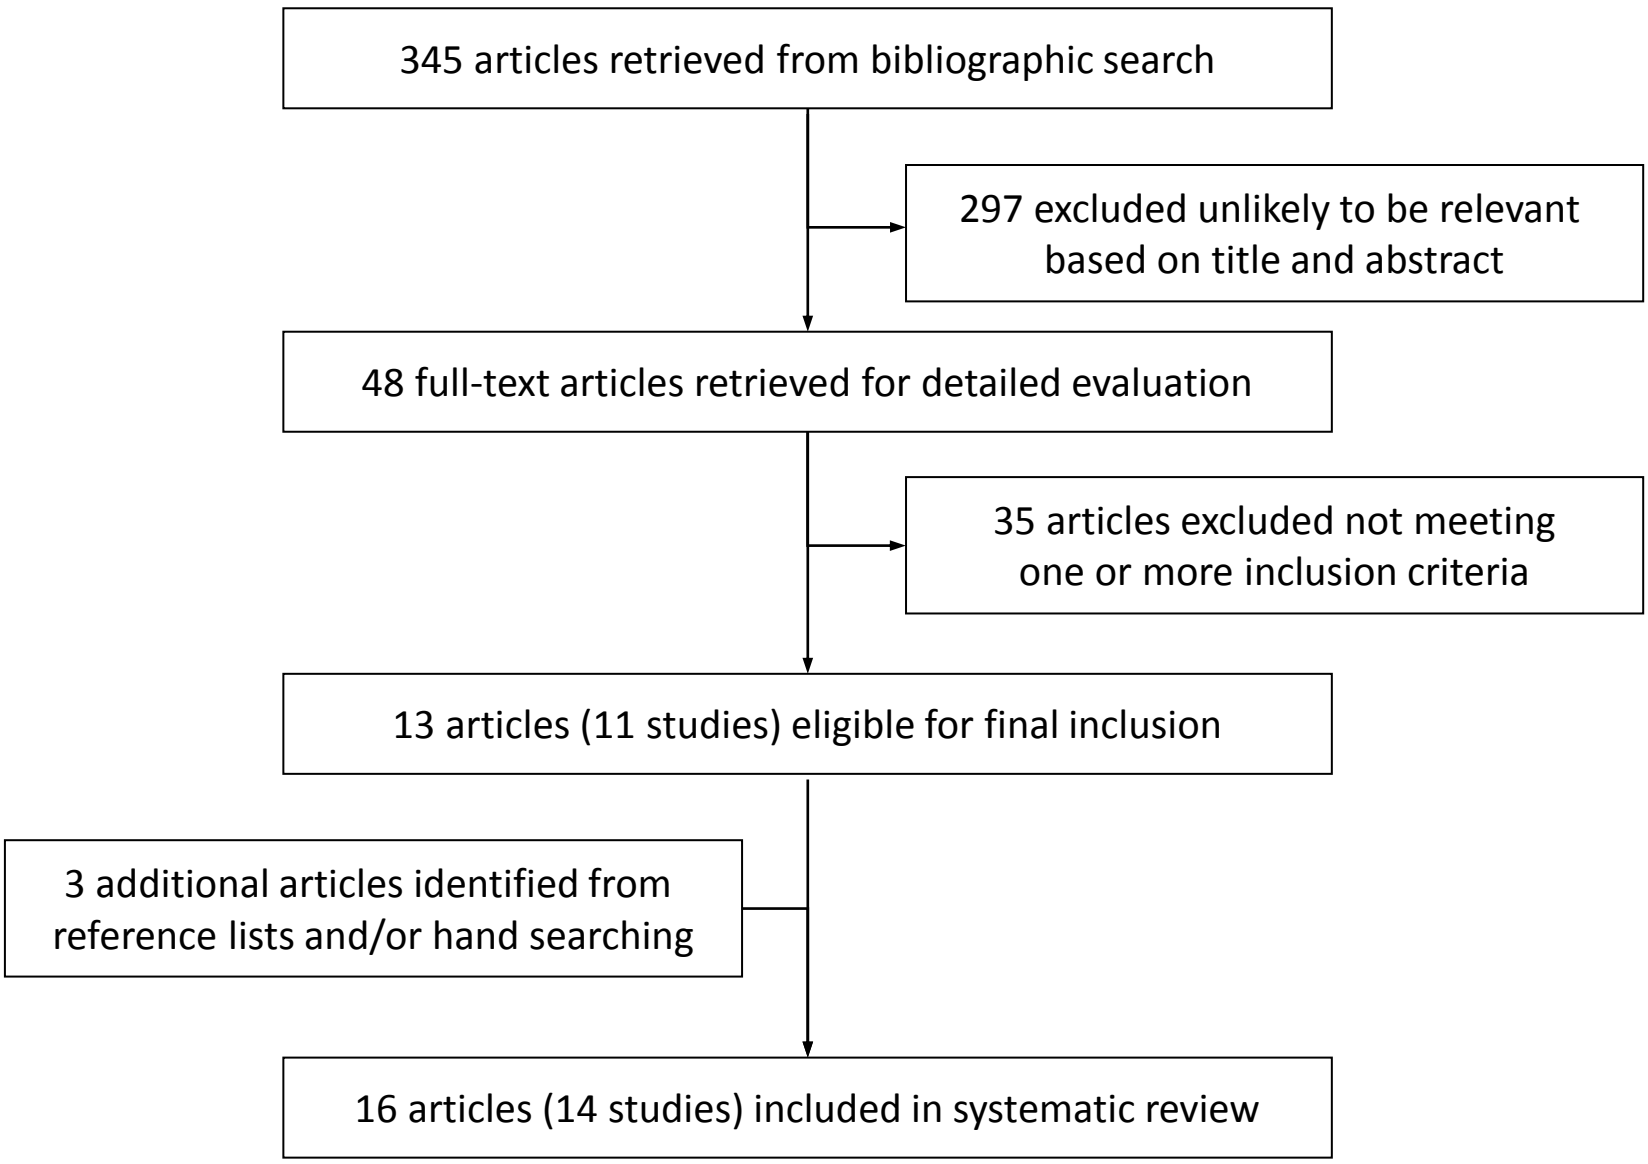 345 articles retrieved from bibliographic search
297 excluded unlikely to be relevant
based on title and abstract
48 full-text articles retrieved for detailed evaluation
35 articles excluded not meeting
one or more inclusion criteria
13 articles (11 studies) eligible for final inclusion
3 additional articles identified from
reference lists and/or hand searching
16 articles (14 studies) included in systematic review